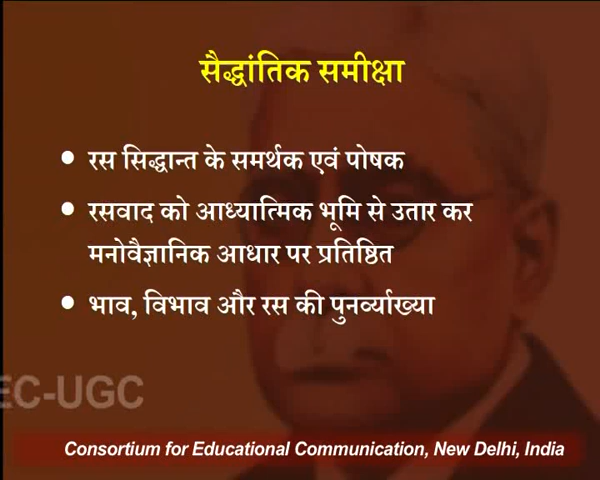 सैद्धांतिक समीक्षा
• रस सिद्धान्त के समर्थक एवं पोषक
• रसवाद को आध्यात्मिक भूमि से उतार कर
मनोवैज्ञानिक आधार पर प्रतिष्ठित
• भाव, विभाव और रस की पुनर्व्याख्या
EC-UGC
Consortium for Educational Communication, New Delhi, India